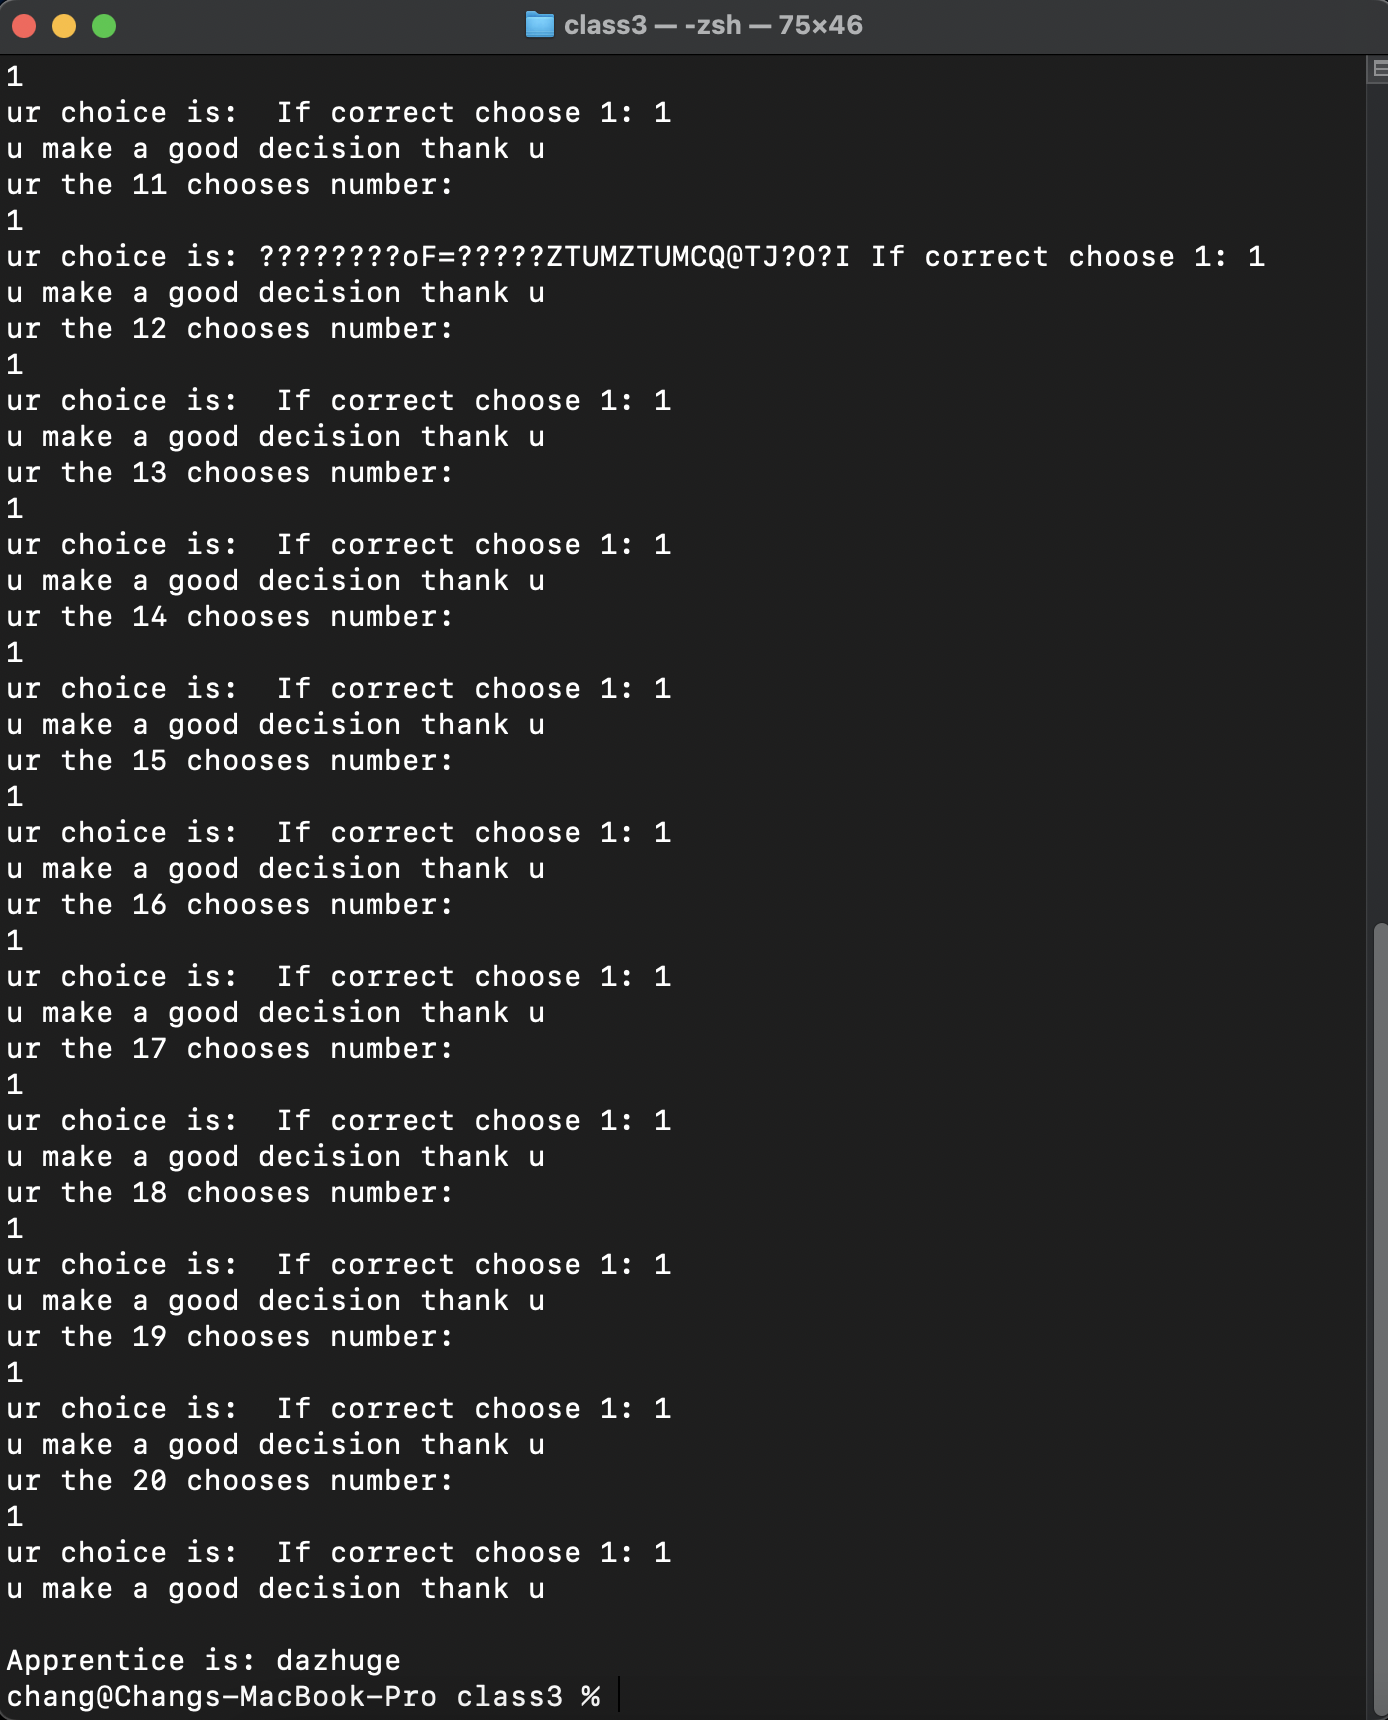 class3 — -zsh — 75×46
1
ur choice is:  If correct choose 1: 1
u make a good decision thank u
ur the 11 chooses number:
1
ur choice is: ????????oF=?????ZTUMZTUMCQ@TJ?O?I If correct choose 1: 1
u make a good decision thank u
ur the 12 chooses number:
1
ur choice is:  If correct choose 1: 1
u make a good decision thank u
ur the 13 chooses number:
1
ur choice is:  If correct choose 1: 1
u make a good decision thank u
ur the 14 chooses number:
1
ur choice is:  If correct choose 1: 1
u make a good decision thank u
ur the 15 chooses number:
1
ur choice is:  If correct choose 1: 1
u make a good decision thank u
ur the 16 chooses number:
1
ur choice is:  If correct choose 1: 1
u make a good decision thank u
ur the 17 chooses number:
1
ur choice is:  If correct choose 1: 1
u make a good decision thank u
ur the 18 chooses number:
1
ur choice is:  If correct choose 1: 1
u make a good decision thank u
ur the 19 chooses number:
1
ur choice is:  If correct choose 1: 1
u make a good decision thank u
ur the 20 chooses number:
1
ur choice is:  If correct choose 1: 1
u make a good decision thank u
Apprentice is: dazhuge
chang@Changs-MacBook-Pro class3 %